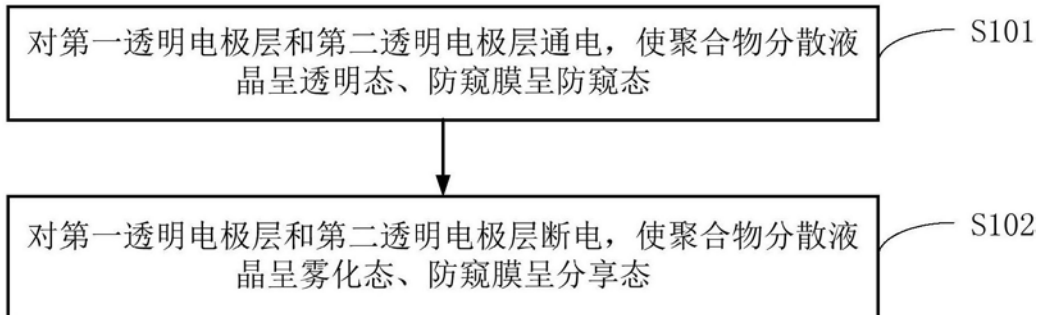 对第一透明电极层和第二透明电极层通电，使聚合物分散液
晶呈透明态、防窥膜呈防窥态
S101
对第一透明电极层和第二透明电极层断电，使聚合物分散液
晶呈雾化态、防窥膜呈分享态
S102